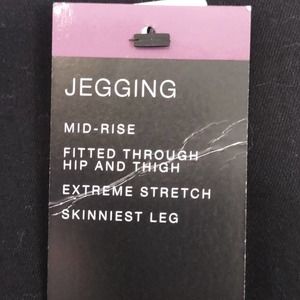 JEGGING
MID-RISE
FITTED THROUGH
HIP AND THIGH
EXTREME STRETCH
SKINNIEST LEG